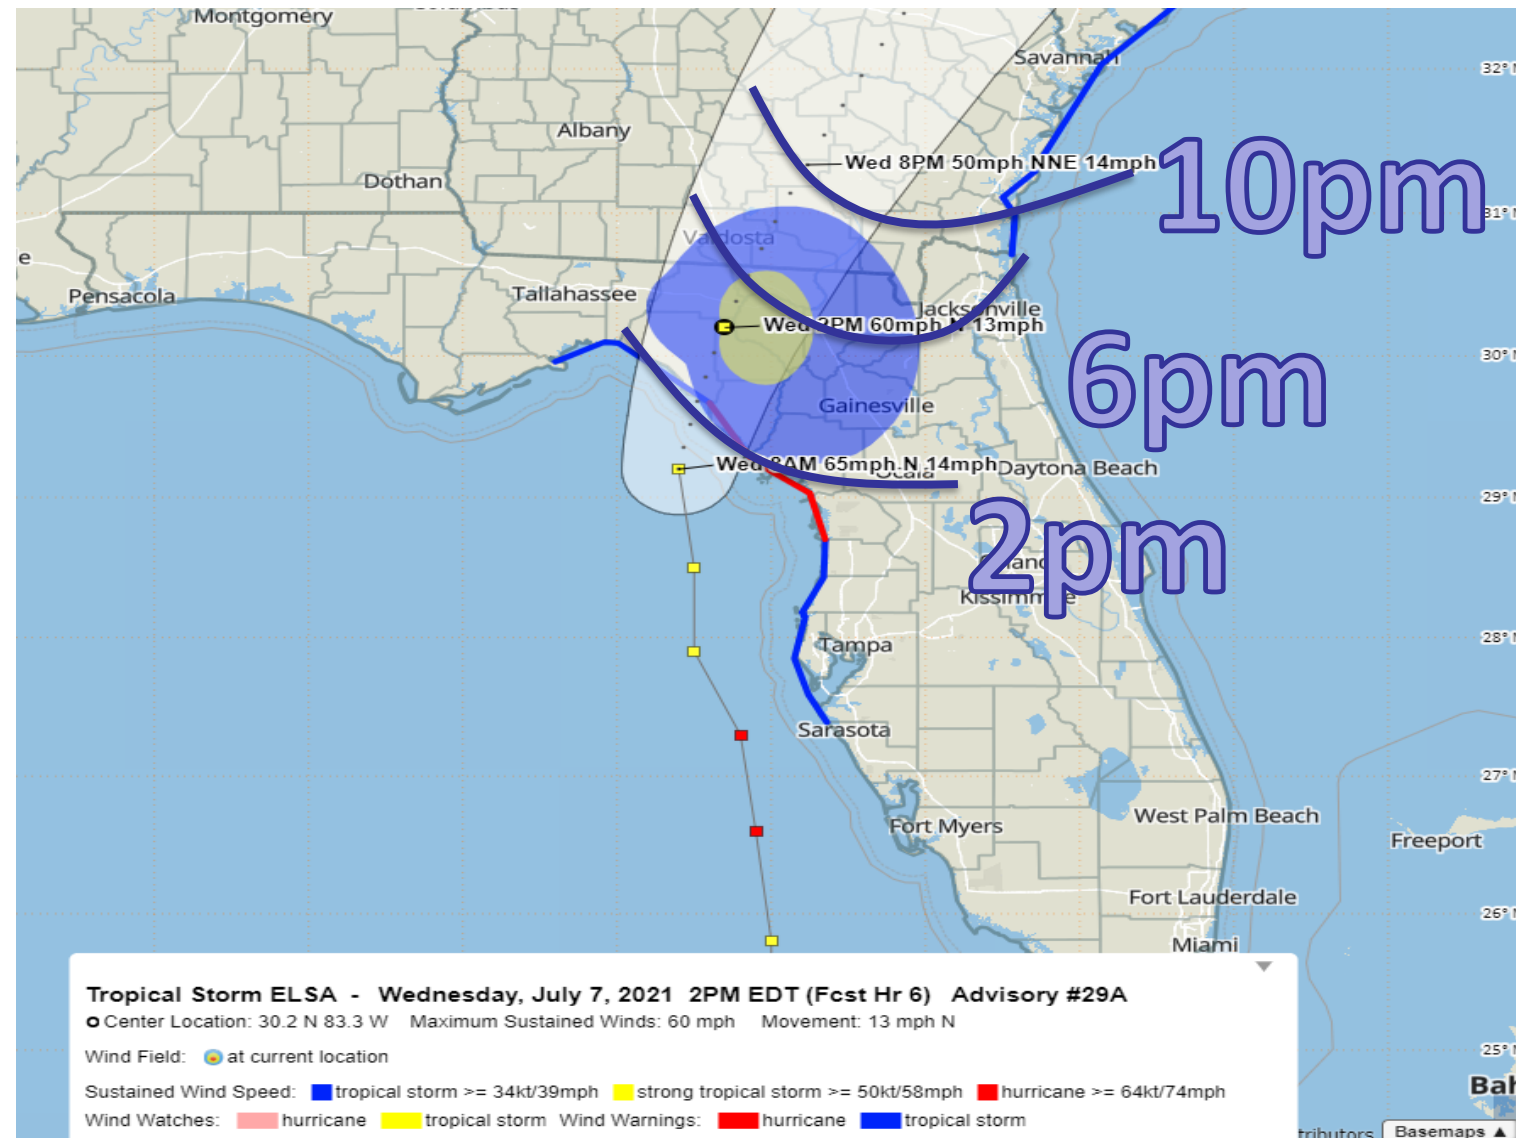 Montgomery
Savannah
32°
Albany
Wed 8PM 50mph NNE 14mph
10pm
Dothan
31°
Valdosta
e
Pensacola
Tallahassee
Jacksonville
Wed 2PM 60mph N 13mph
30°
6pm
Gainesville
Wed 8AM 65mph N 14mph
Ocala
Daytona Beach
29°
2pm
Kissimmee
28°
Tampa
Sarasota
27°
West Palm Beach
Fort Myers
Freeport
Fort Lauderdale
26°
Miami
25°
Bah
Tropical Storm ELSA - Wednesday, July 7, 2021 2PM EDT (Fcst Hr 6) Advisory #29A
Center Location: 30.2 N 83.3 W Maximum Sustained Winds: 60 mph Movement: 13 mph N
Wind Field: at current location
Sustained Wind Speed: tropical storm >= 34kt/39mph strong tropical storm >= 50kt/58mph hurricane >= 64kt/74mph
Wind Watches: hurricane tropical storm Wind Warnings: hurricane tropical storm
tributors
Basemaps ▲